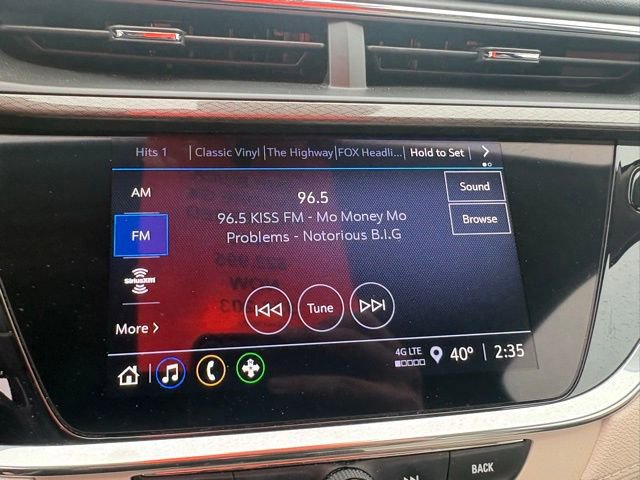 Hits 1 Classic Vinyl The Highway FOX Headli... Hold to Set
AM
96.5
Sound
FM
96.5 KISS FM - Mo Money Mo
Problems - Notorious B.I.G
Browse
SiriusXM
Tune
More
4G LTE
40° 2:35
BACK